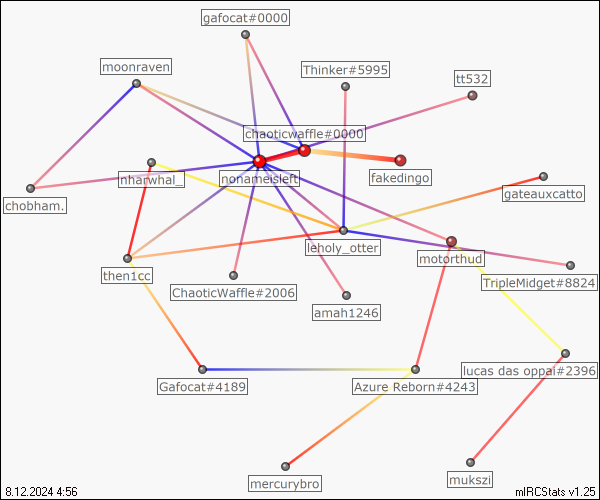 gafocat#0000
moonraven
Thinker#5995
tt532
chaoticwaffle#0000
fakedingo
nharwhal_
nonameisleft
gateauxcatto
chobham.
leholy_otter
motorthud
then1cc
TripleMidget#8824
ChaoticWaffle#2006
amah1246
lucas das oppai#2396
Gafocat#4189
Azure Reborn#4243
mercurybro
mukszi
8.12.2024 4:56
mIRCStats v1.25